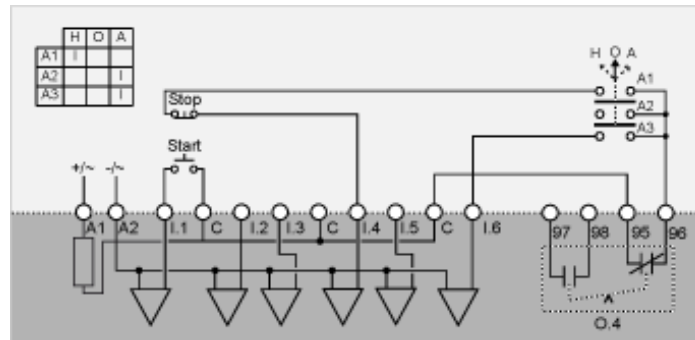 H O A
A1 I
A2 I
A3 I
H O A
A1
A2
A3
Stop
Start
+/~ -/~
A1 A2 I.1 C I.2 I.3 C I.4 I.5 C I.6 97 98 95 96
O.4